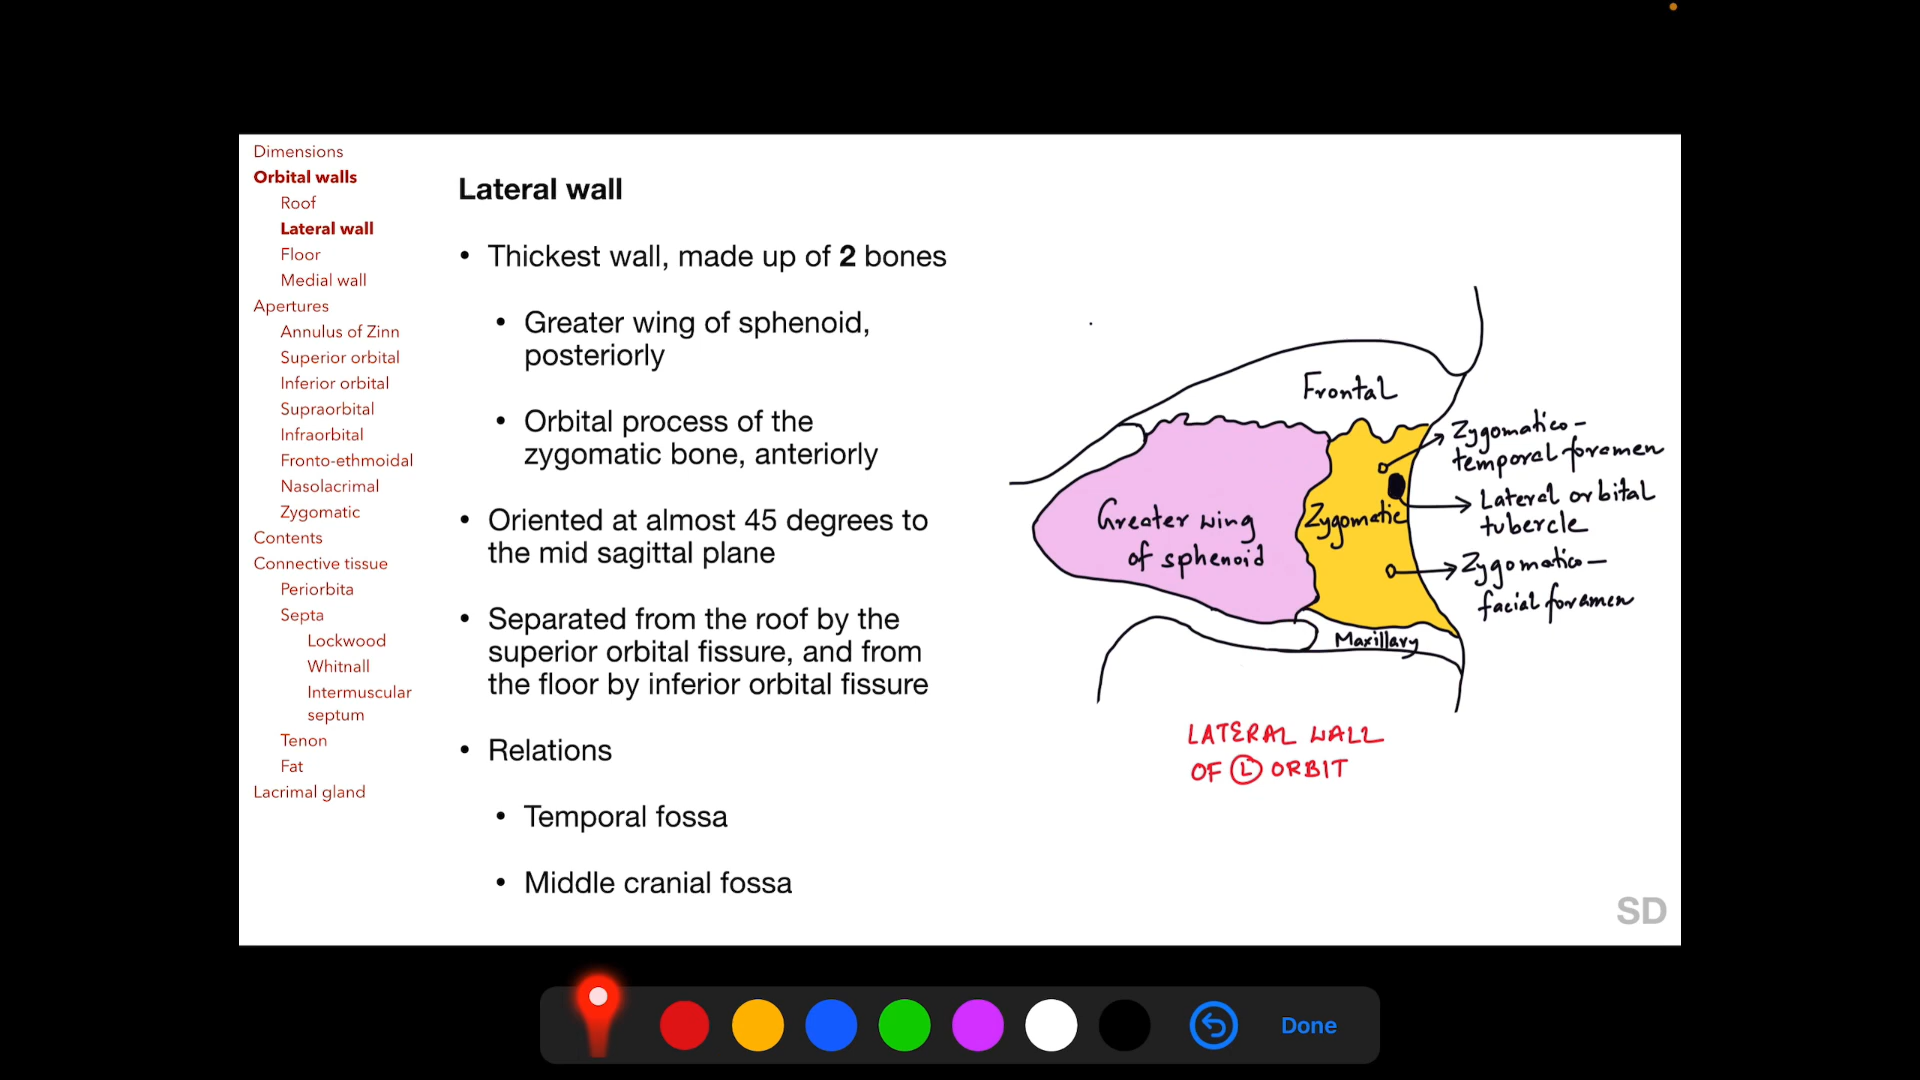 Dimensions
Orbital walls
Roof
Lateral wall
Floor
Medial wall
Apertures
Annulus of Zinn
Superior orbital
Inferior orbital
Supraorbital
Infraorbital
Fronto-ethmoidal
Nasolacrimal
Zygomatic
Contents
Connective tissue
Periorbita
Septa
Lockwood
Whitnall
Intermuscular
septum
Tenon
Fat
Lacrimal gland
Lateral wall
• Thickest wall, made up of 2 bones
• Greater wing of sphenoid,
posteriorly
• Orbital process of the
zygomatic bone, anteriorly
• Oriented at almost 45 degrees to
the mid sagittal plane
• Separated from the roof by the
superior orbital fissure, and from
the floor by inferior orbital fissure
• Relations
• Temporal fossa
• Middle cranial fossa
Frontal
Zygomatico-
temporal foramen
Lateral orbital
tubercle
Zygomatico-
facial foramen
Greater wing
of sphenoid
Zygomatic
Maxillary
LATERAL WALL
OF L ORBIT
SD
Done